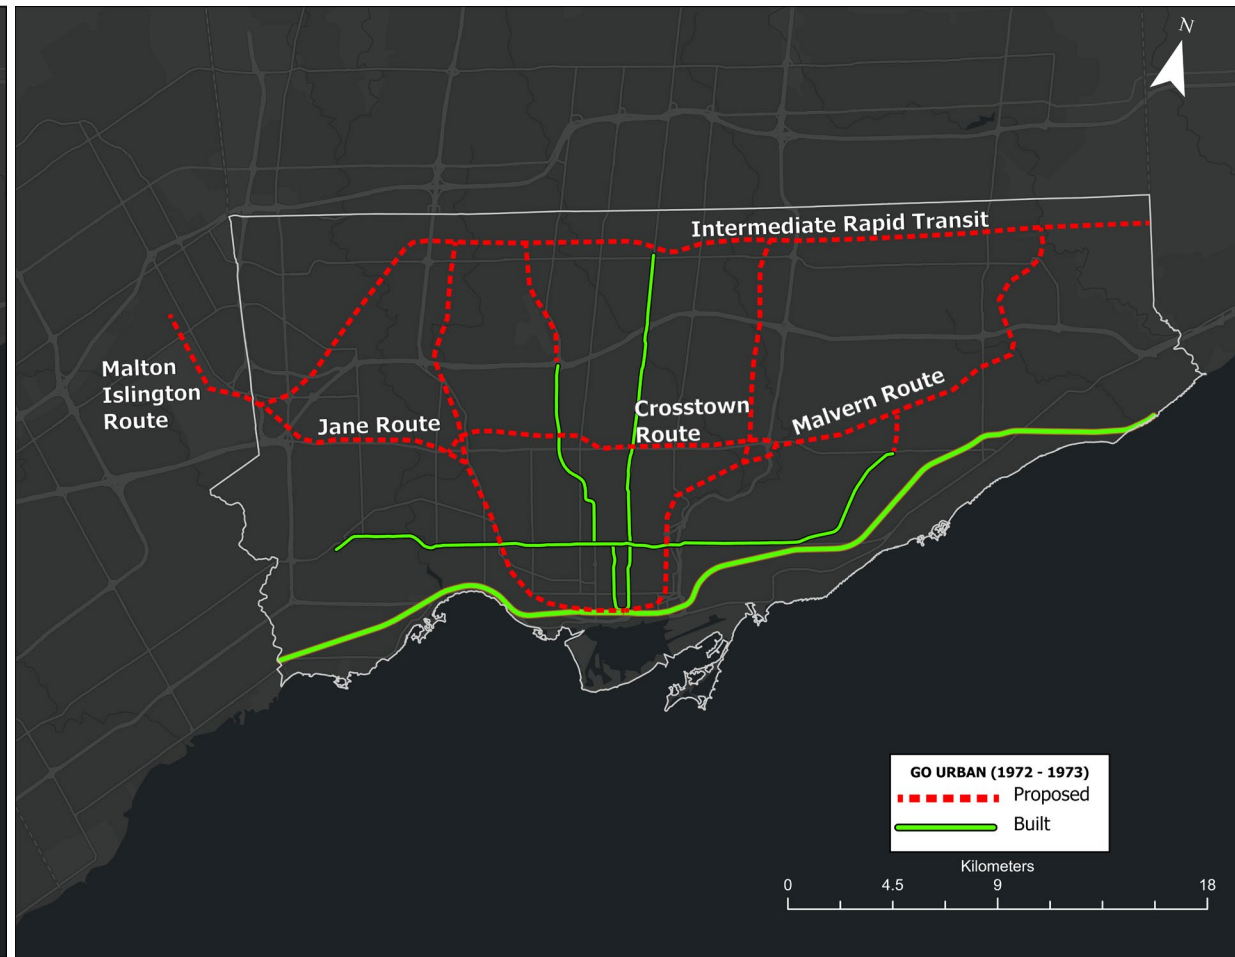 N
Intermediate Rapid Transit
Malton
Islington
Route
Jane Route
Crosstown
Route
Malvern Route
GO URBAN (1972 - 1973)
Proposed
Built
Kilometers
0 4.5 9 18